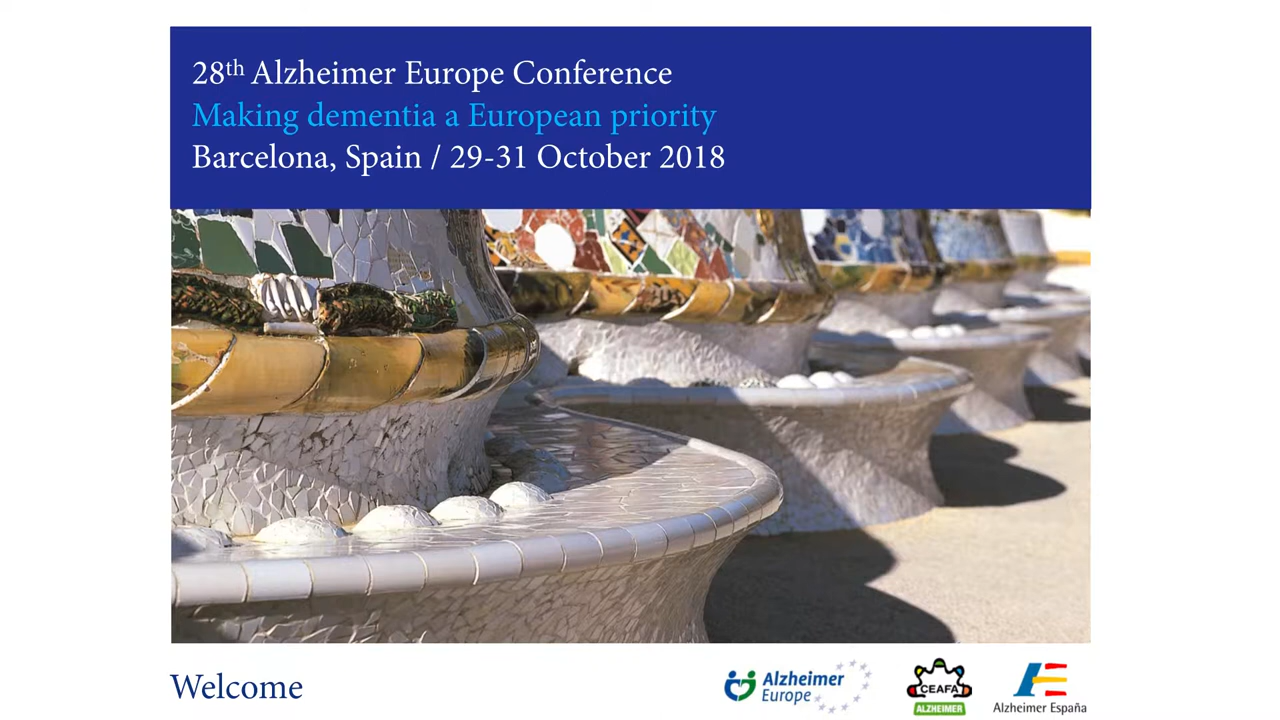 28th Alzheimer Europe Conference
Making dementia a European priority
Barcelona, Spain / 29-31 October 2018
Welcome
Alzheimer
Europe
CEAFA
ALZHEIMER
Alzheimer España